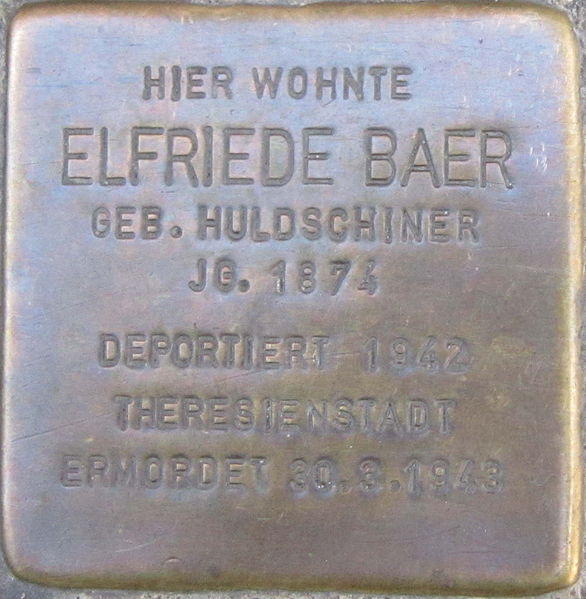 HIER WOHNTE
ELFRIEDE BAER
GEB. HULDSCHINER
JG. 1874
DEPORTIERT 1942
THERESIENSTADT
ERMORDET 30.3.1943